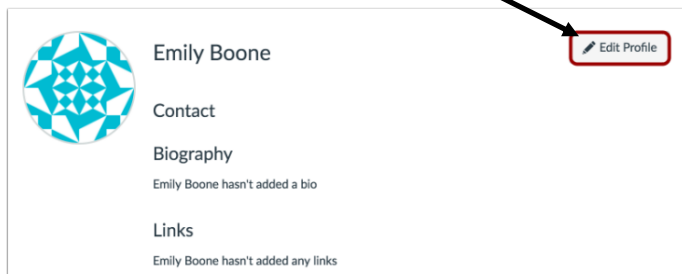 Emily Boone
Edit Profile
Contact
Biography
Emily Boone hasn't added a bio
Links
Emily Boone hasn't added any links